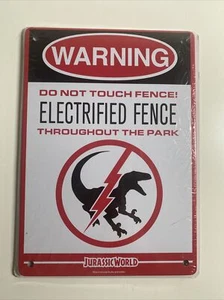 WARNING
DO NOT TOUCH FENCE!
ELECTRIFIED FENCE
THROUGHOUT THE PARK
JURASSIC WORLD